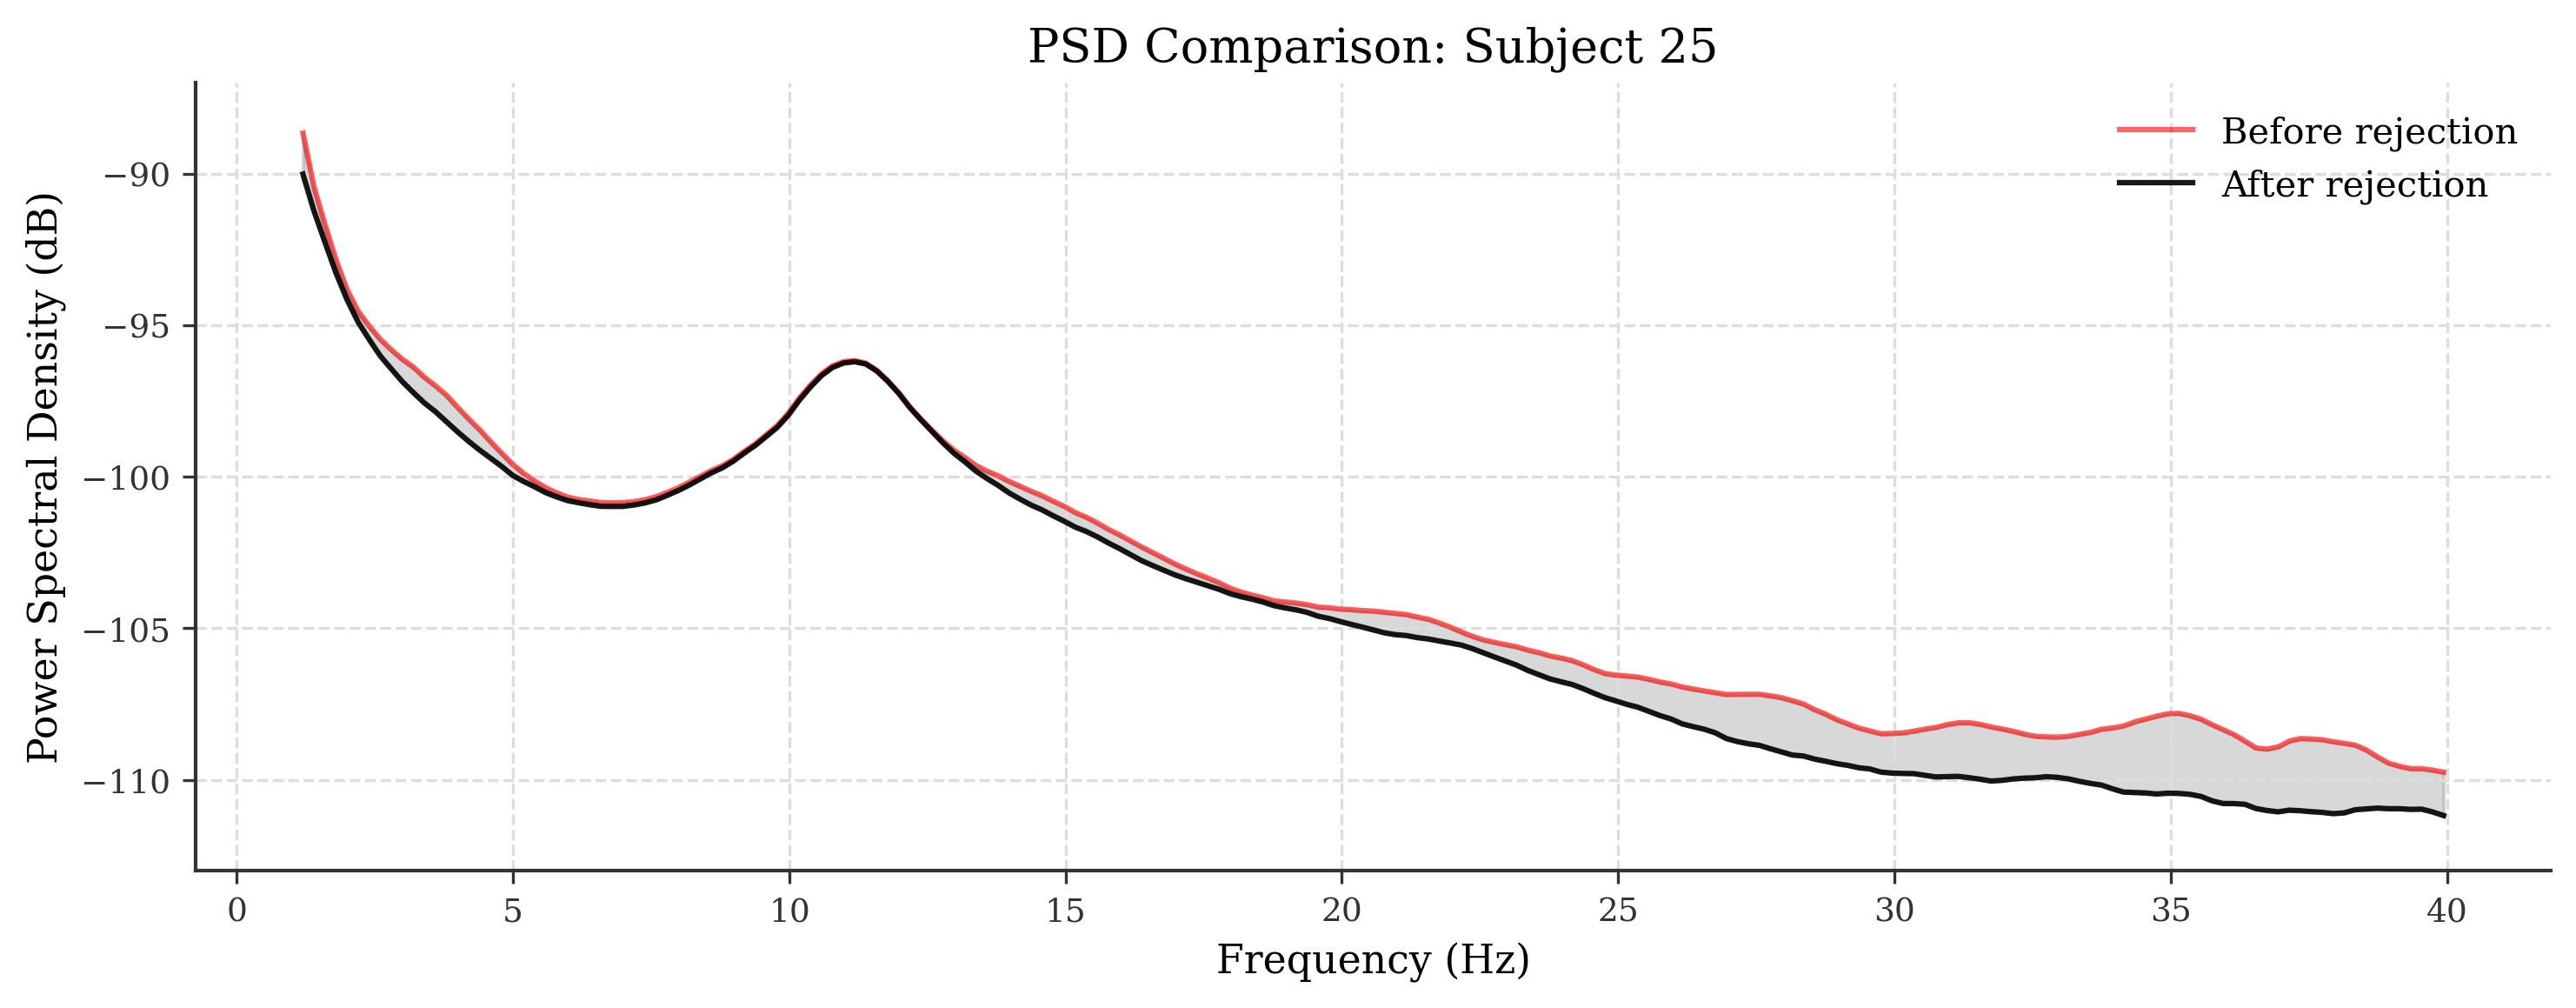 PSD Comparison: Subject 25
Before rejection
After rejection
Power Spectral Density (dB)
−90
−95
−100
−105
−110
0 5 10 15 20 25 30 35 40
Frequency (Hz)